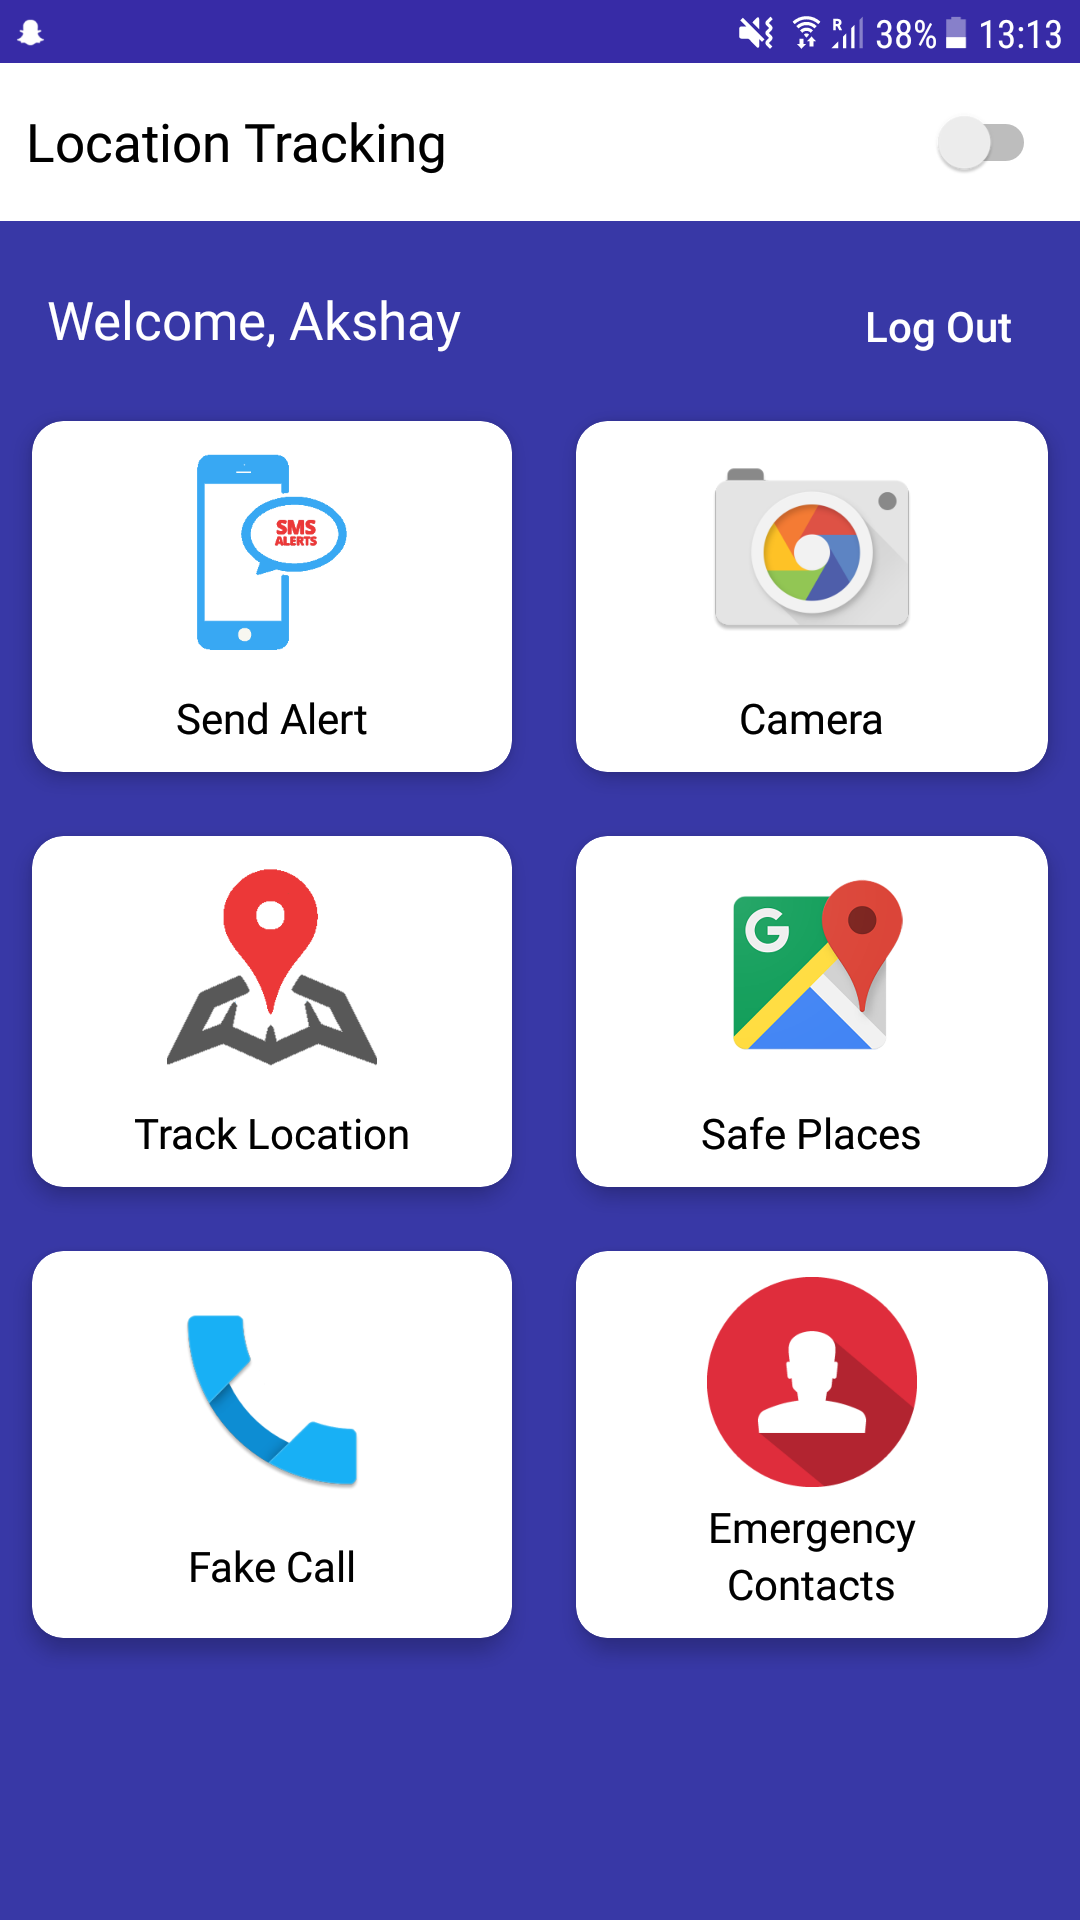 R 38% 13:13
Location Tracking
Welcome, Akshay
Log Out
SMS
ALERTS
Send Alert
Camera
Track Location
G
Safe Places
Fake Call
Emergency
Contacts